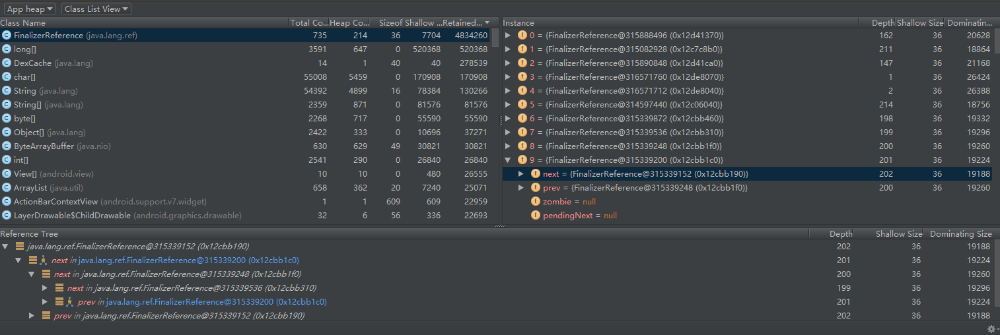 App heap Class List View
Class Name Total Co... Heap Co... Sizeof Shallow ... Retained...
FinalizerReference (java.lang.ref) 735 214 36 7704 4834260
long[] 3591 647 0 520368 520368
DexCache (java.lang) 14 1 40 40 278539
char[] 55008 5459 0 170908 170908
String (java.lang) 54392 4899 16 78384 130266
String[] (java.lang) 2359 871 0 81576 81576
byte[] 2268 717 0 55590 55590
Object[] (java.lang) 2422 333 0 10696 37271
ByteArrayBuffer (java.nio) 630 629 49 30821 30821
int[] 2541 290 0 26840 26840
View[] (android.view) 10 10 0 480 26555
ArrayList (java.util) 658 362 20 7240 25071
ActionBarContextView (android.support.v7.widget) 1 1 609 609 22959
LayerDrawable$ChildDrawable (android.graphics.drawable) 32 6 56 336 22693
Instance Depth Shallow Size Dominatin...
0 = {FinalizerReference@315888496 (0x12d41370)} 162 36 20628
1 = {FinalizerReference@315082928 (0x12c7c8b0)} 211 36 18864
2 = {FinalizerReference@315890848 (0x12d41ca0)} 147 36 21168
3 = {FinalizerReference@316571760 (0x12de8070)} 1 36 26424
4 = {FinalizerReference@316571712 (0x12de8040)} 2 36 26388
5 = {FinalizerReference@314597440 (0x12c06040)} 214 36 18756
6 = {FinalizerReference@315339872 (0x12cbb460)} 198 36 19332
7 = {FinalizerReference@315339536 (0x12cbb310)} 199 36 19296
8 = {FinalizerReference@315339248 (0x12cbb1f0)} 200 36 19260
9 = {FinalizerReference@315339200 (0x12cbb1c0)} 201 36 19224
next = {FinalizerReference@315339152 (0x12cbb190)} 202 36 19188
prev = {FinalizerReference@315339248 (0x12cbb1f0)} 200 36 19260
zombie = null
pendingNext = null
Reference Tree Depth Shallow Size Dominating Size
java.lang.ref.FinalizerReference@315339152 (0x12cbb190) 202 36 19188
next in java.lang.ref.FinalizerReference@315339200 (0x12cbb1c0) 201 36 19224
next in java.lang.ref.FinalizerReference@315339248 (0x12cbb1f0) 200 36 19260
next in java.lang.ref.FinalizerReference@315339536 (0x12cbb310) 199 36 19296
prev in java.lang.ref.FinalizerReference@315339200 (0x12cbb1c0) 201 36 19224
prev in java.lang.ref.FinalizerReference@315339152 (0x12cbb190) 202 36 19188